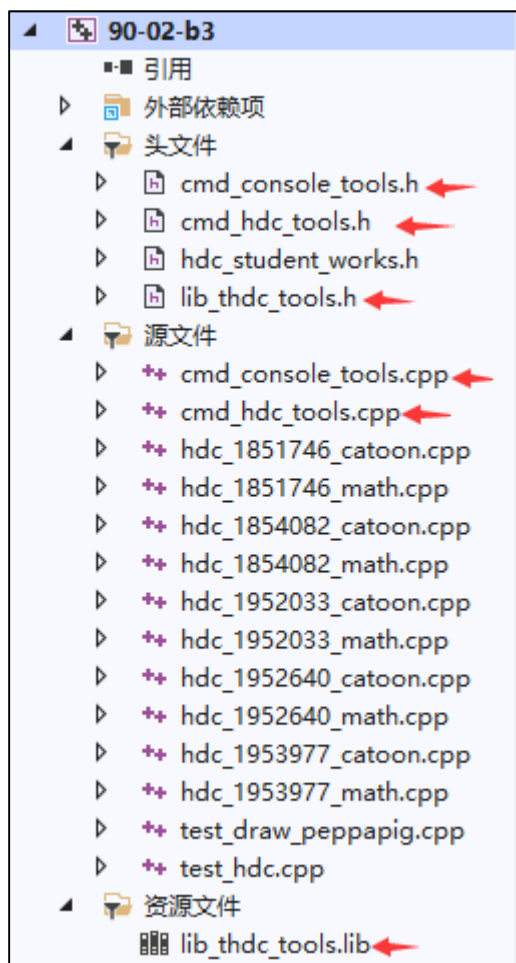 90-02-b3
引用
外部依赖项
头文件
cmd_console_tools.h
cmd_hdc_tools.h
hdc_student_works.h
lib_thdc_tools.h
源文件
cmd_console_tools.cpp
cmd_hdc_tools.cpp
hdc_1851746_catoon.cpp
hdc_1851746_math.cpp
hdc_1854082_catoon.cpp
hdc_1854082_math.cpp
hdc_1952033_catoon.cpp
hdc_1952033_math.cpp
hdc_1952640_catoon.cpp
hdc_1952640_math.cpp
hdc_1953977_catoon.cpp
hdc_1953977_math.cpp
test_draw_peppapig.cpp
test_hdc.cpp
资源文件
lib_thdc_tools.lib